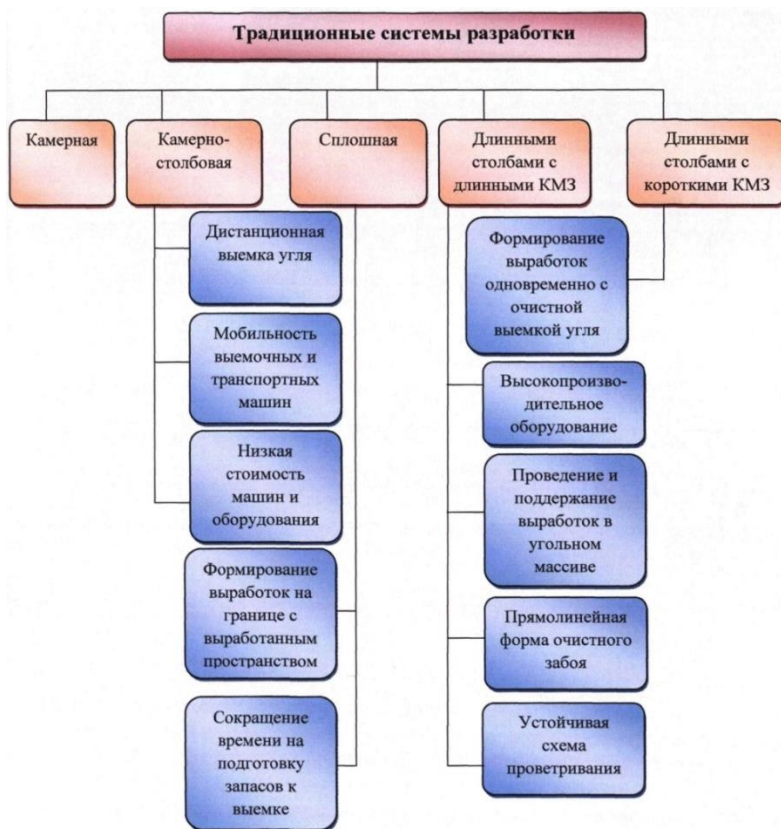 Традиционные системы разработки
Камерная
Камерно-
столбовая
Сплошная
Длинными
столбами с
длинными КМЗ
Длинными
столбами с
короткими КМЗ
Дистанционная
выемка угля
Мобильность
выемочных и
транспортных
машин
Низкая
стоимость
машин и
оборудования
Формирование
выработок на
границе с
выработанным
пространством
Сокращение
времени на
подготовку
запасов к
выемке
Формирование
выработок
одновременно с
очистной
выемкой угля
Высокопроизво-
дительное
оборудование
Проведение и
поддержание
выработок в
угольном
массиве
Прямолинейная
форма очистного
забоя
Устойчивая
схема
проветривания